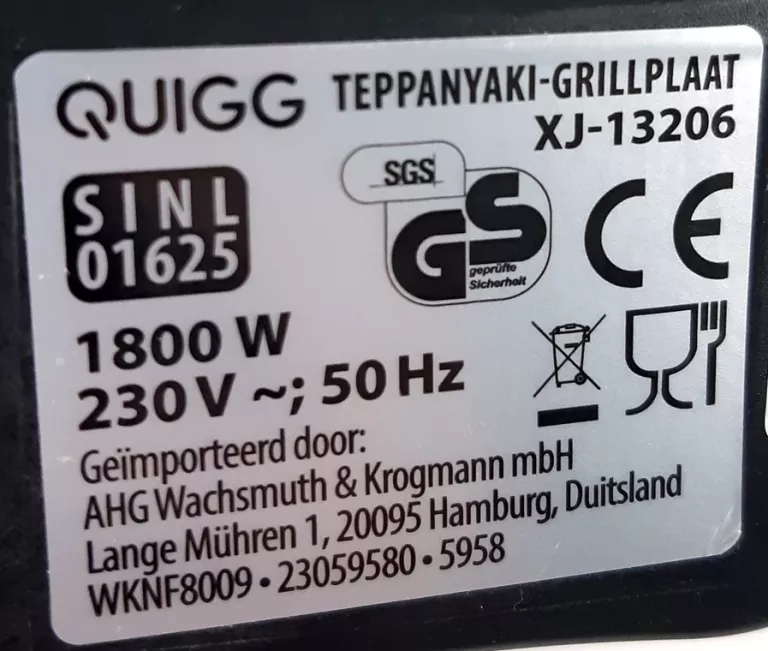 QUIGG TEPPANYAKI-GRILLPLAAT
XJ-13206
SINL
01625
SGS
GS
geprüfte
Sicherheit
CE
1800 W
230 V ~; 50 Hz
Geïmporteerd door:
AHG Wachsmuth & Krogmann mbH
Lange Mühren 1, 20095 Hamburg, Duitsland
WKNF8009 • 23059580 • 5958